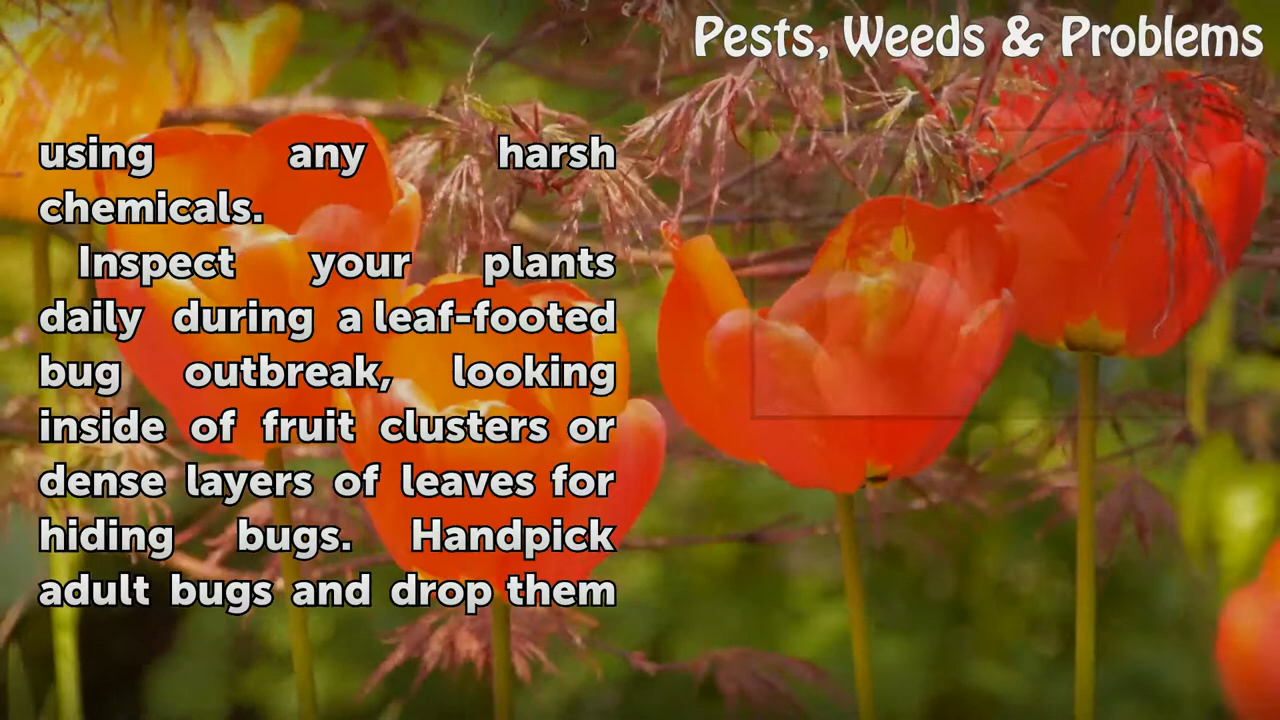 Pests, Weeds & Problems
using any harsh
chemicals.
Inspect your plants
daily during a leaf-footed
bug outbreak, looking
inside of fruit clusters or
dense layers of leaves for
hiding bugs. Handpick
adult bugs and drop them